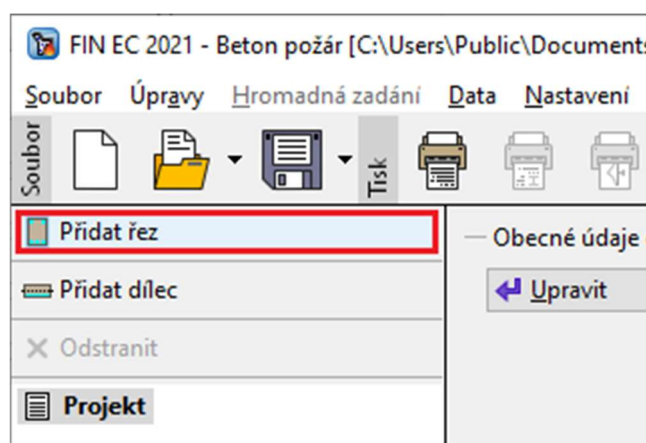 FIN EC 2021 - Beton požár [C:\Users\Public\Documents
Soubor Úpravy Hromadná zadání Data Nastavení
Soubor
Tisk
Přidat řez
Obecné údaje
Přidat dílec
Upravit
Odstranit
Projekt